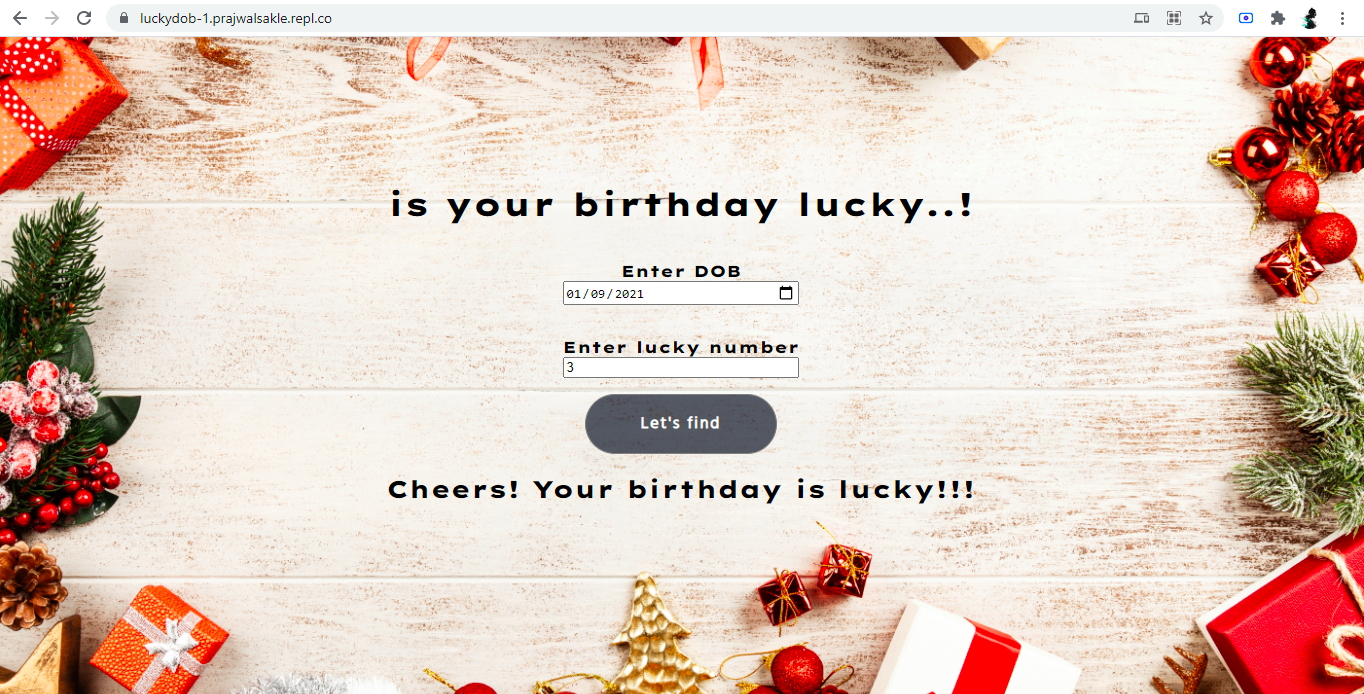 luckydob-1.prajwalsakle.repl.co
is your birthday lucky..!
Enter DOB
01/09/2021
Enter lucky number
3
Let's find
Cheers! Your birthday is lucky!!!